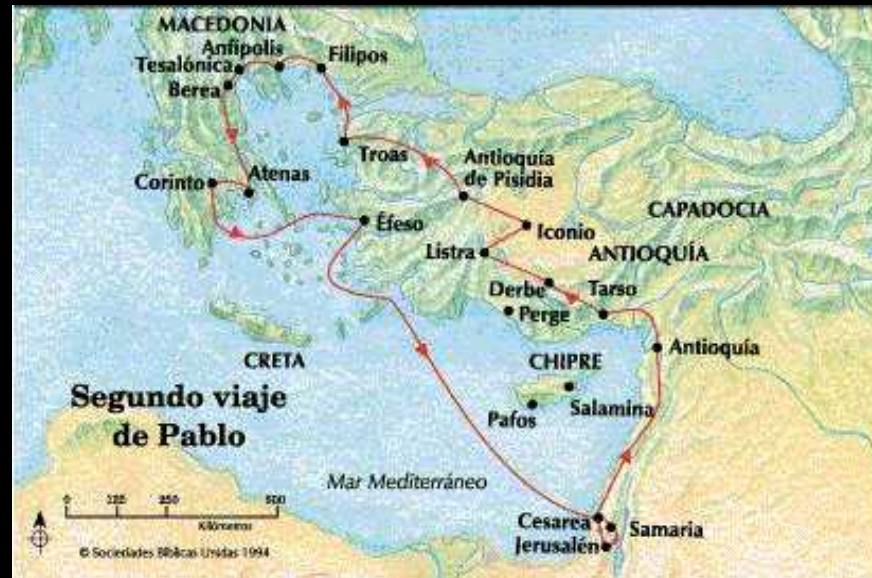 MACEDONIA
Anfípolis
Tesalónica
Filipos
Berea
Troas
Antioquía
de Pisidia
Corinto
Atenas
CAPADOCIA
Éfeso
Iconio
Listra
ANTIOQUÍA
Derbe
Tarso
Perge
CRETA
CHIPRE
Antioquía
Segundo viaje
de Pablo
Pafos
Salamina
Mar Mediterráneo
0 125 250 500
Kilómetros
Cesarea
Samaria
Jerusalén
© Sociedades Bíblicas Unidas 1994